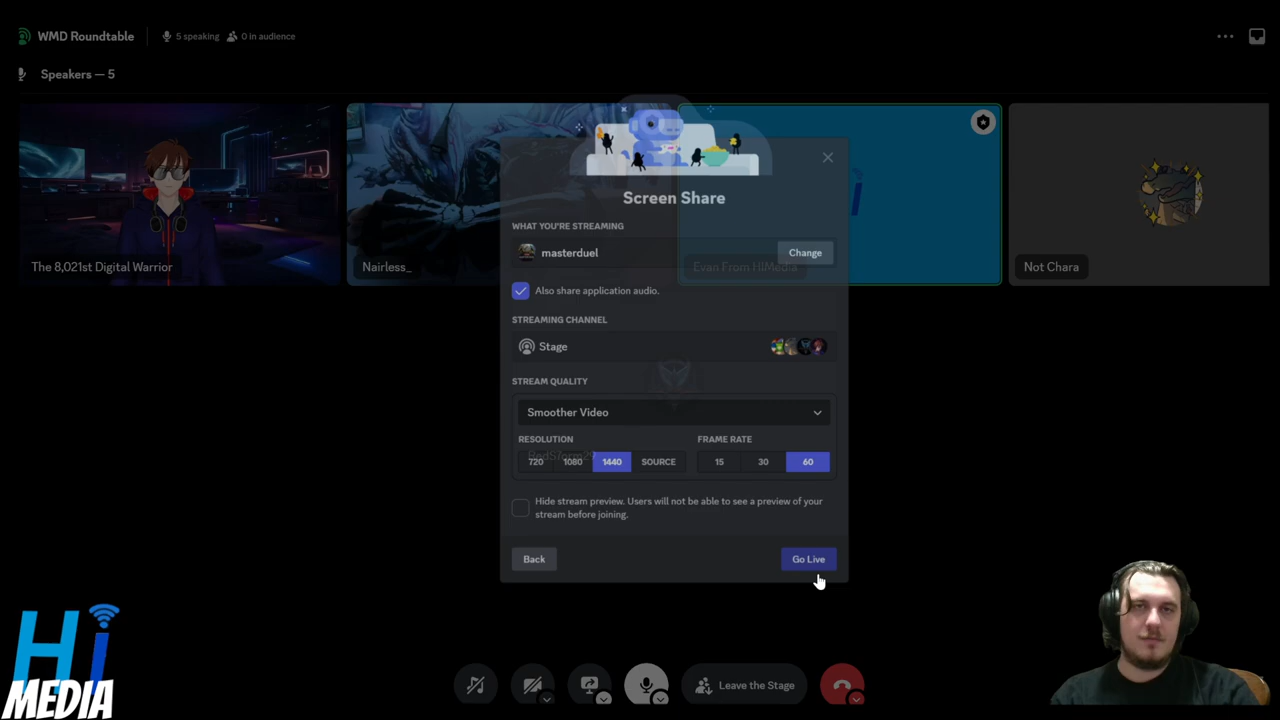 WMD Roundtable
5 speaking
0 in audience
Speakers — 5
Screen Share
WHAT YOU'RE STREAMING
masterduel
Change
The 8,021st Digital Warrior
Nairless_
Evan From HiMedia
Not Chara
Also share application audio.
STREAMING CHANNEL
Stage
STREAM QUALITY
Smoother Video
RESOLUTION
FRAME RATE
720 1080 1440 SOURCE
15 30 60
Hide stream preview. Users will not be able to see a preview of your
stream before joining.
Back
Go Live
Hi
MEDIA
Leave the Stage